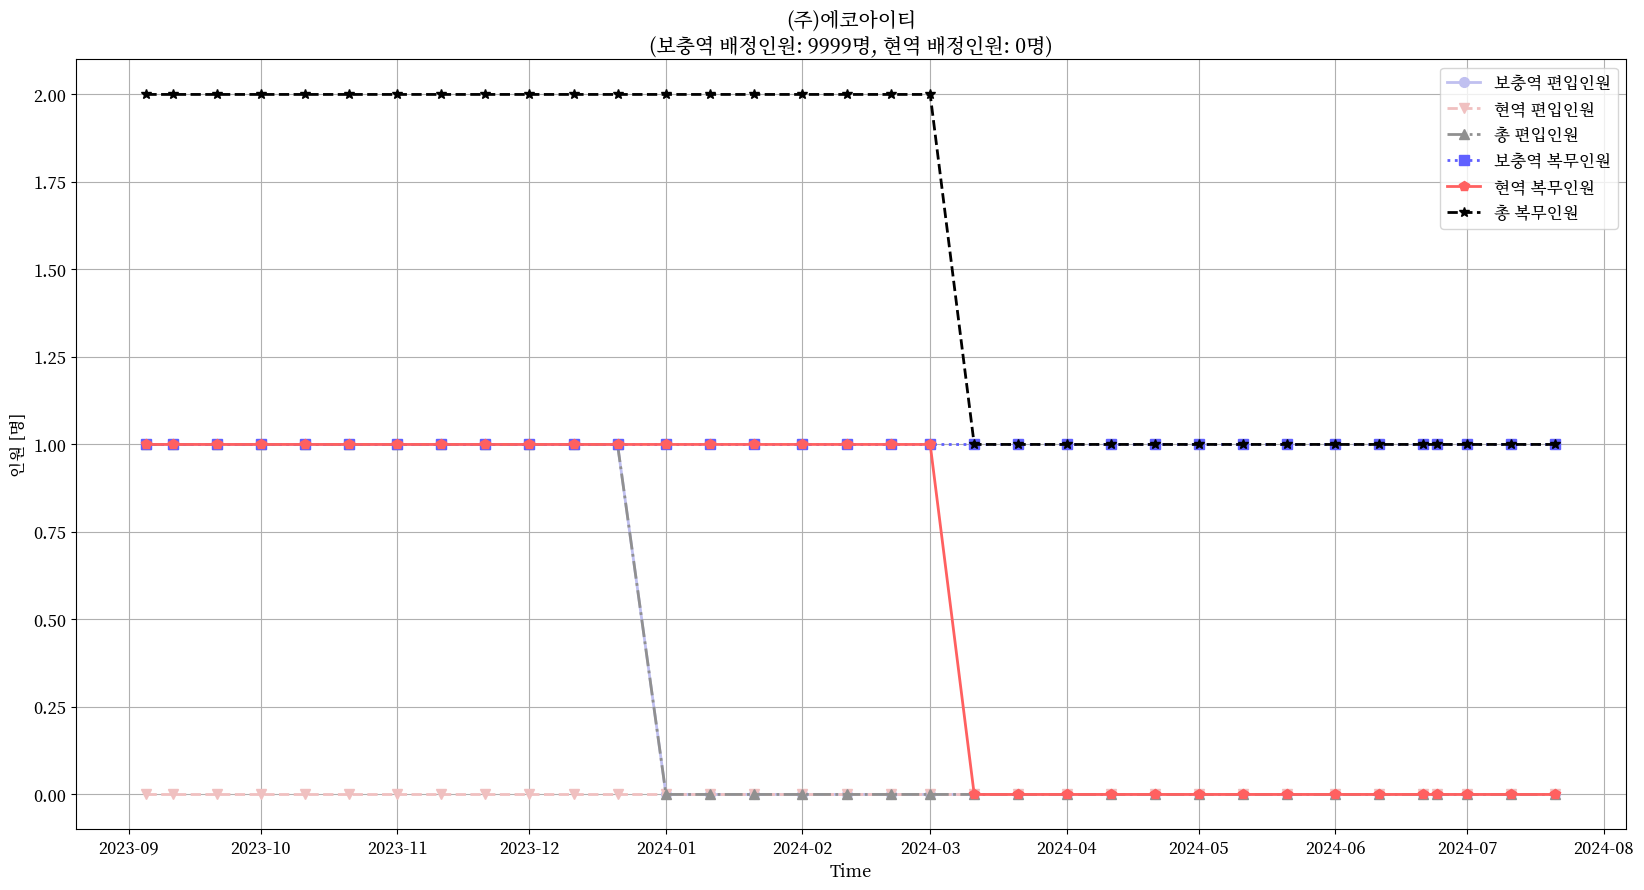 (주)에코아이티
(보충역 배정인원: 9999명, 현역 배정인원: 0명)
보충역 편입인원
현역 편입인원
총 편입인원
보충역 복무인원
현역 복무인원
총 복무인원
인원 [명]
2.00
1.75
1.50
1.25
1.00
0.75
0.50
0.25
0.00
2023-09 2023-10 2023-11 2023-12 2024-01 2024-02 2024-03 2024-04 2024-05 2024-06 2024-07 2024-08
Time